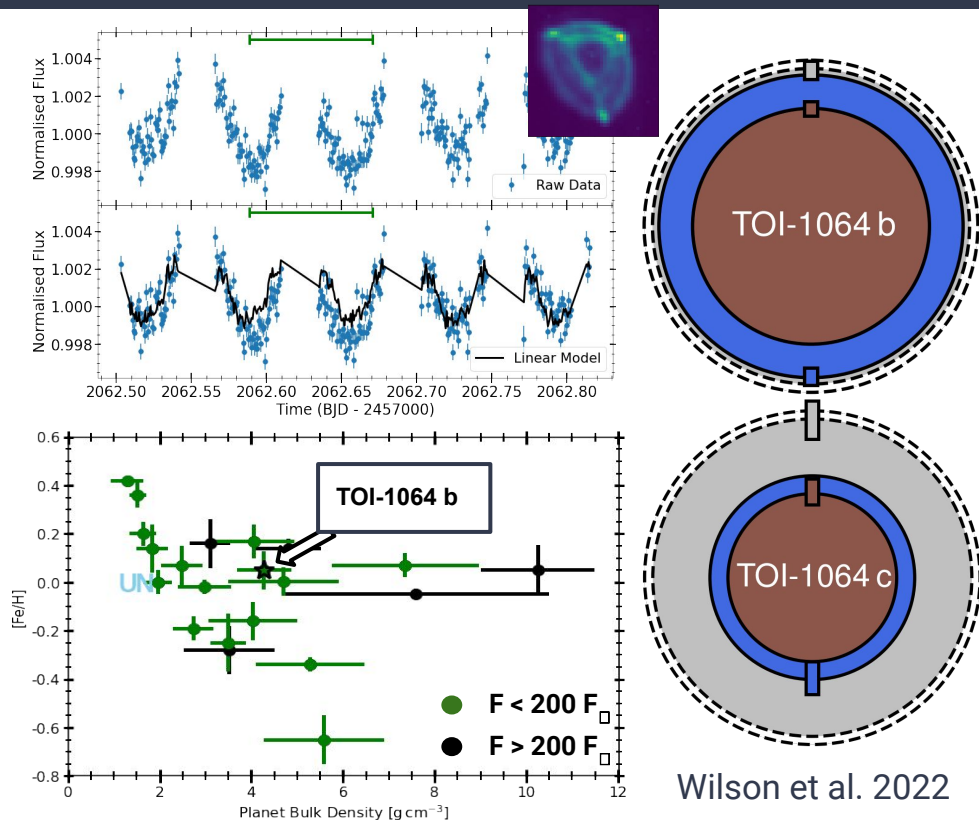 Normalised Flux
1.004
1.002
1.000
0.998
Raw Data
Normalised Flux
1.004
1.002
1.000
0.998
Linear Model
2062.50 2062.55 2062.60 2062.65 2062.70 2062.75 2062.80
Time (BJD - 2457000)
TOI-1064 b
TOI-1064 c
[Fe/H]
0.6
0.4
0.2
0.0
-0.2
-0.4
-0.6
-0.8
TOI-1064 b
UN
F < 200 F□
F > 200 F□
0 2 4 6 8 10 12
Planet Bulk Density [g cm⁻³]
Wilson et al. 2022